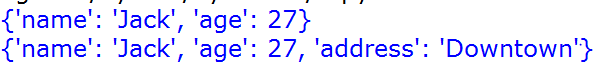 {'name': 'Jack', 'age': 27}
{'name': 'Jack', 'age': 27, 'address': 'Downtown'}